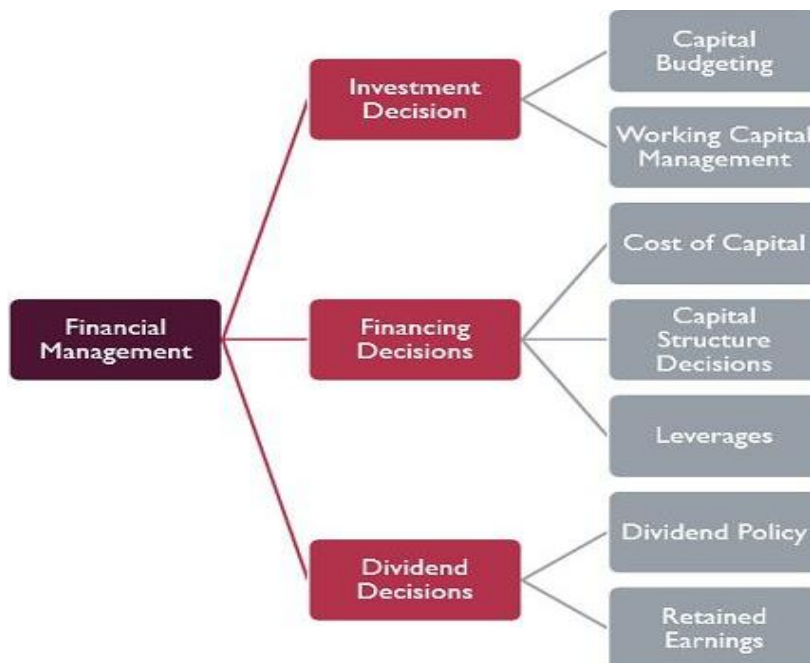 Financial
Management
Investment
Decision
Capital
Budgeting
Working Capital
Management
Financing
Decisions
Cost of Capital
Capital
Structure
Decisions
Leverages
Dividend
Decisions
Dividend Policy
Retained
Earnings